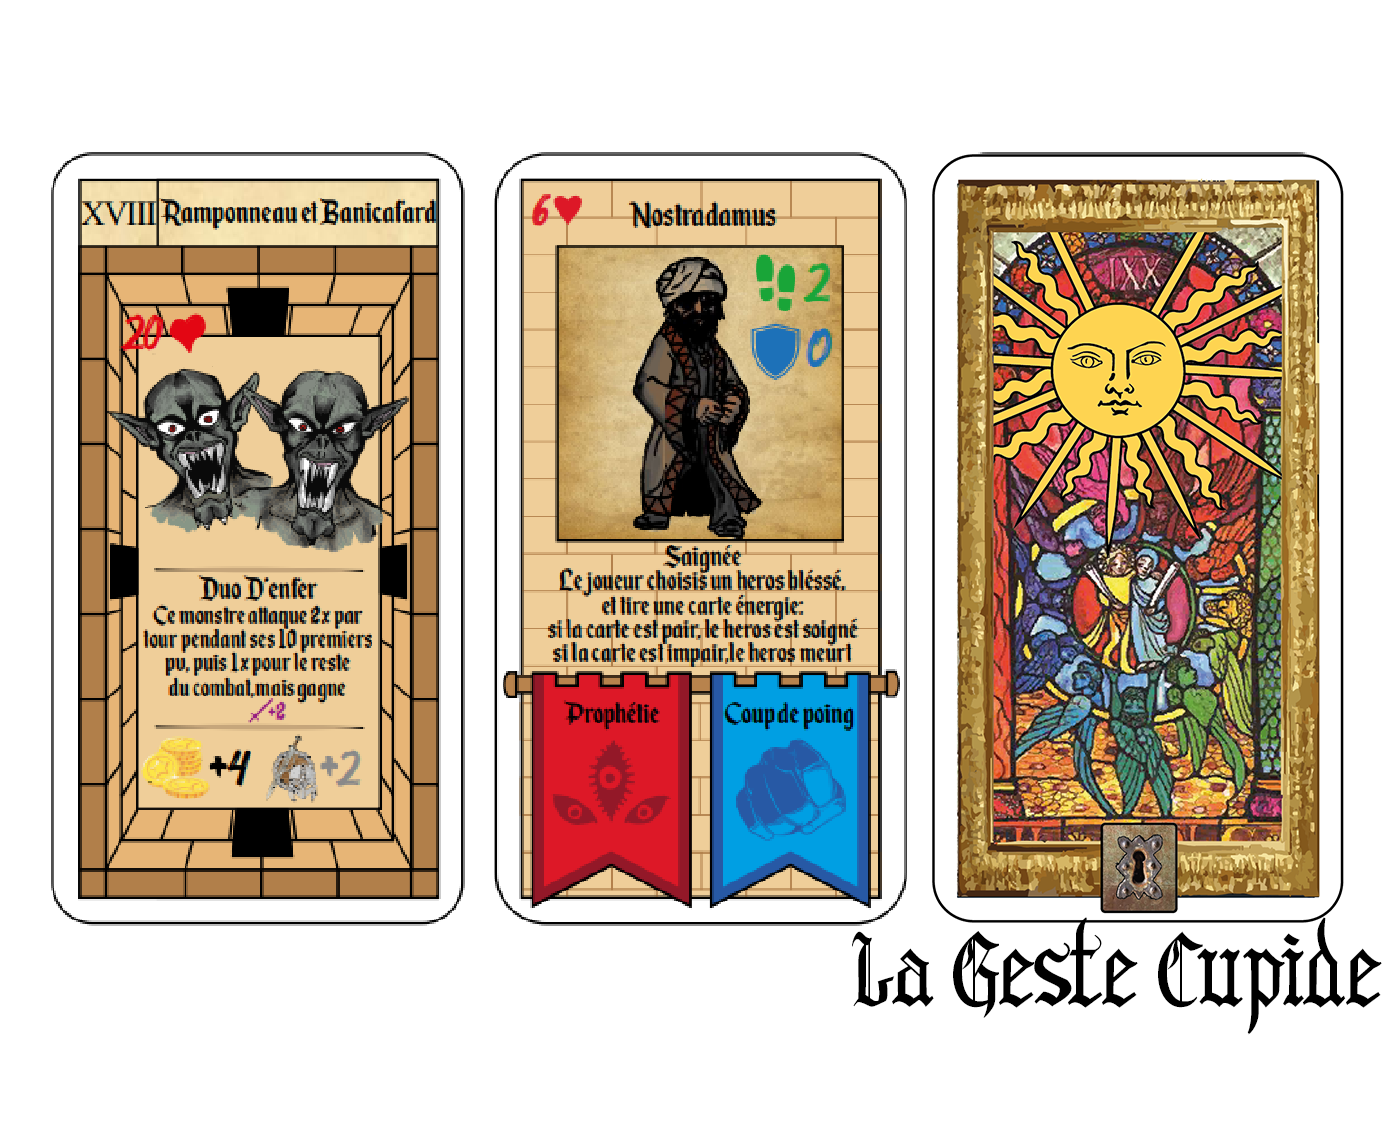 XVIII Ramponneau et Banicafard
20
Duo D'enfer
Ce monstre attaque 2x par
tour pendant ses 10 premiers
pv, puis 1x pour le reste
du combat,mais gagne
+2
+4 +2
6
Nostradamus
2
0
Saignée
Le joueur choisis un heros bléssé,
et tire une carte énergie:
si la carte est pair, le heros est soigné
si la carte est impair,le heros meurt
Prophétie
Coup de poing
IXX
La Geste Cupide